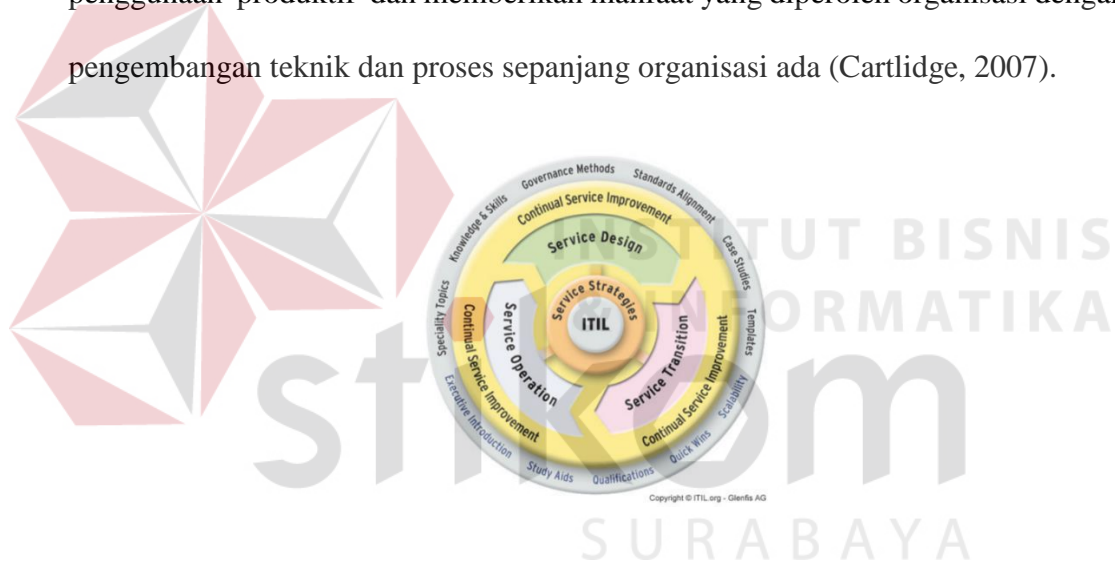 penggunaan produktif dan memberikan manfaat yang diperoleh organisasi dengan
pengembangan teknik dan proses sepanjang organisasi ada (Cartlidge, 2007).
Governance Methods
Standards Alignment
Knowledge & Skills
Case Studies
Speciality Topics
Templates
Executive Introduction
Scalability
Study Aids
Qualifications
Quick Wins
Continual Service Improvement
Continual Service Improvement
Continual Service Improvement
Service Design
Service Operation
Service Transition
Service Strategies
ITIL
Copyright © ITIL.org - Glenfis AG
INSTITUT BISNIS
& INFORMATIKA
stikom
SURABAYA